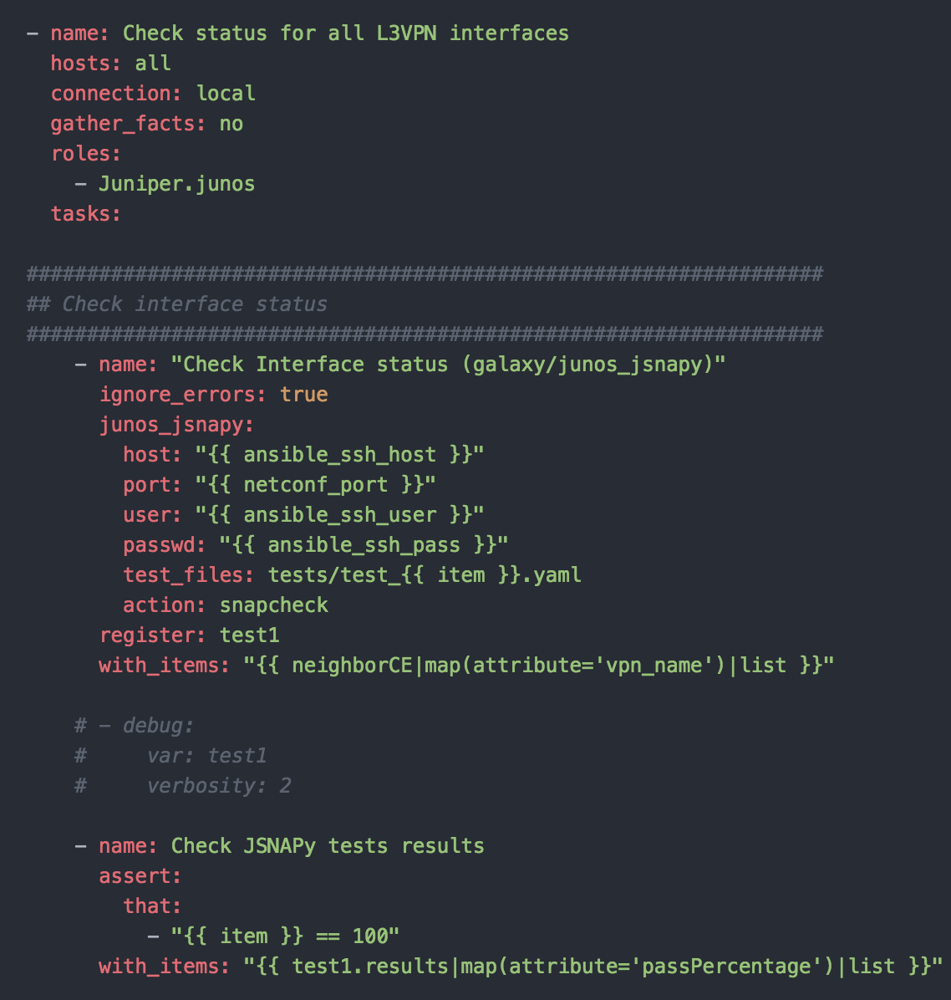 - name: Check status for all L3VPN interfaces
  hosts: all
  connection: local
  gather_facts: no
  roles:
    - Juniper.junos
  tasks:

##################################################################
## Check interface status
##################################################################
    - name: "Check Interface status (galaxy/junos_jsnapy)"
      ignore_errors: true
      junos_jsnapy:
        host: "{{ ansible_ssh_host }}"
        port: "{{ netconf_port }}"
        user: "{{ ansible_ssh_user }}"
        passwd: "{{ ansible_ssh_pass }}"
        test_files: tests/test_{{ item }}.yaml
        action: snapcheck
      register: test1
      with_items: "{{ neighborCE|map(attribute='vpn_name')|list }}"

    # - debug:
    #     var: test1
    #     verbosity: 2

    - name: Check JSNAPy tests results
      assert:
        that:
          - "{{ item }} == 100"
      with_items: "{{ test1.results|map(attribute='passPercentage')|list }}"